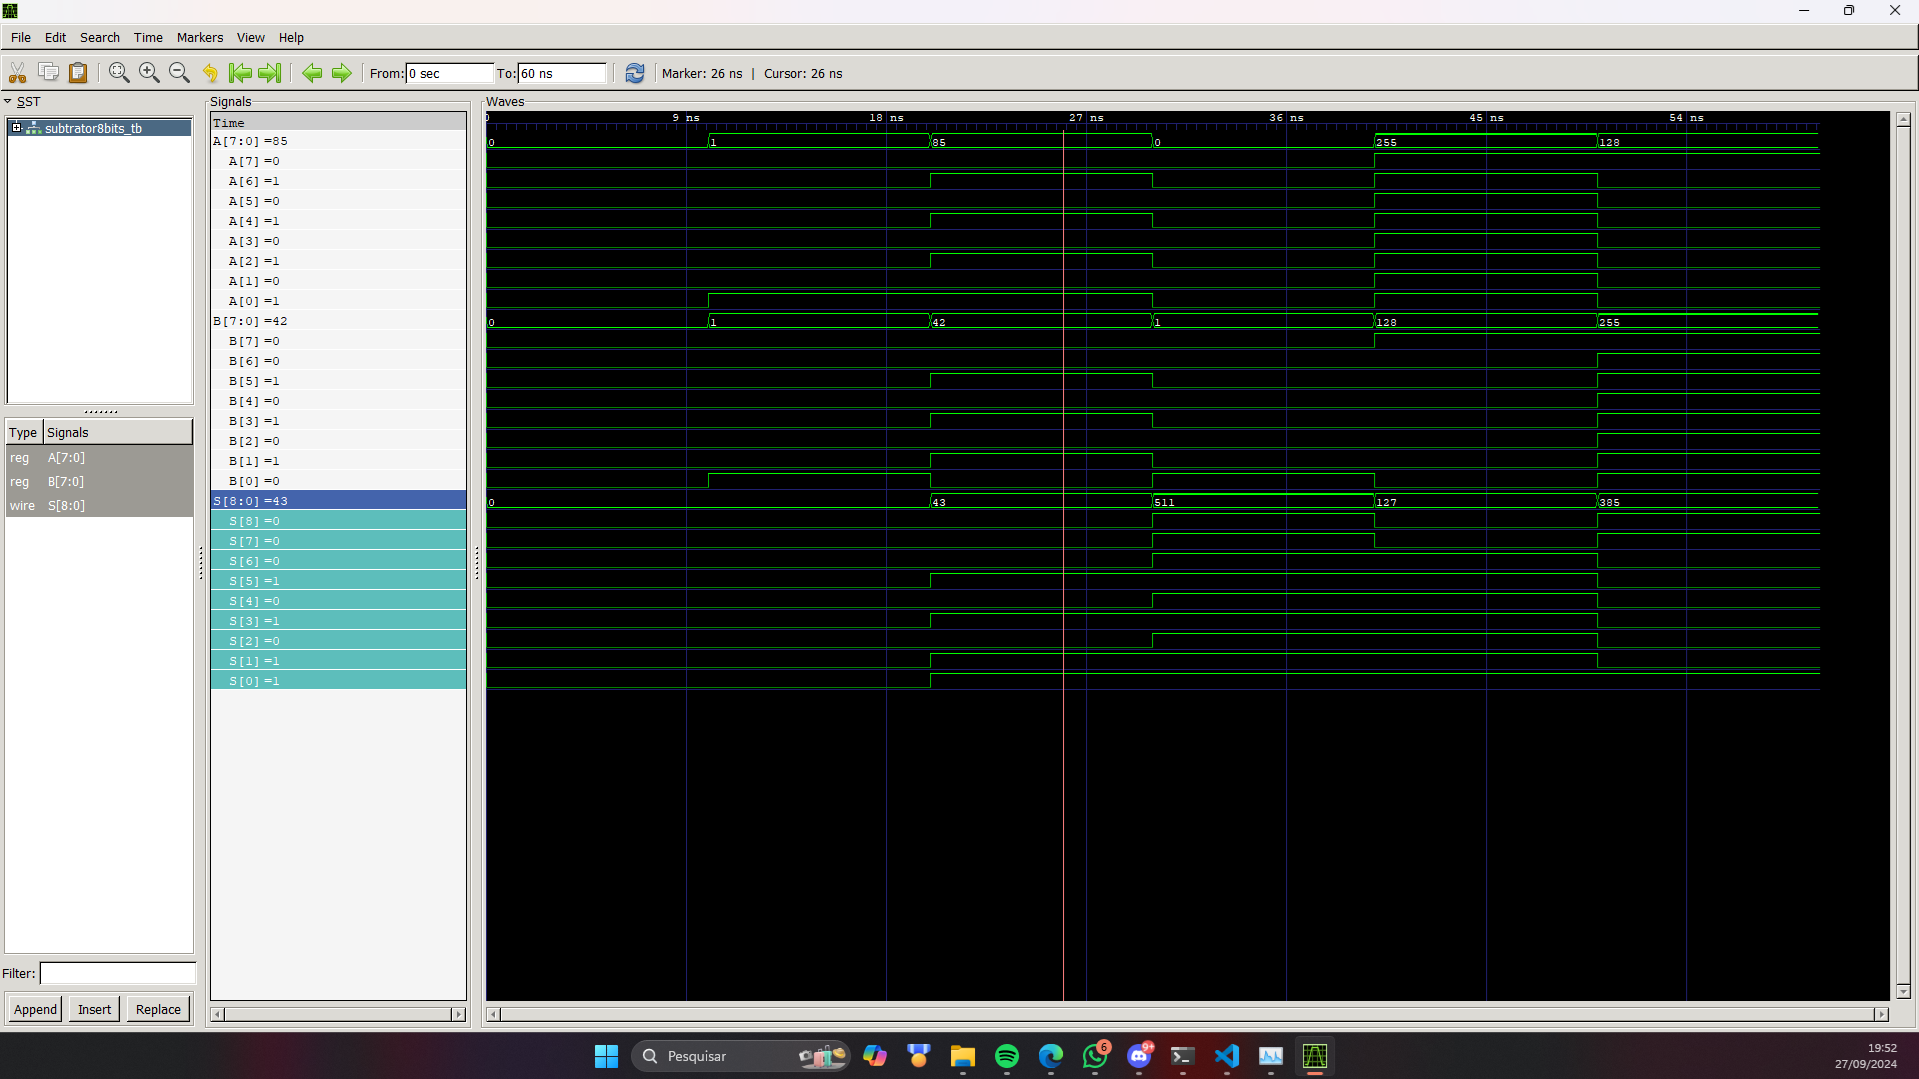 File Edit Search Time Markers View Help
From: 0 sec To: 60 ns Marker: 26 ns | Cursor: 26 ns
SST
subtrator8bits_tb
Type Signals
reg A[7:0]
reg B[7:0]
wire S[8:0]
Filter:
Append Insert Replace
Signals
Time
A[7:0] =85
A[7] =0
A[6] =1
A[5] =0
A[4] =1
A[3] =0
A[2] =1
A[1] =0
A[0] =1
B[7:0] =42
B[7] =0
B[6] =0
B[5] =1
B[4] =0
B[3] =1
B[2] =0
B[1] =1
B[0] =0
S[8:0] =43
S[8] =0
S[7] =0
S[6] =0
S[5] =1
S[4] =0
S[3] =1
S[2] =0
S[1] =1
S[0] =1
Waves
0 9 ns 18 ns 27 ns 36 ns 45 ns 54 ns
0 1 85 0 255 128
0 1 42 1 128 255
0 43 511 127 385
Pesquisar
6
9+
19:52
27/09/2024